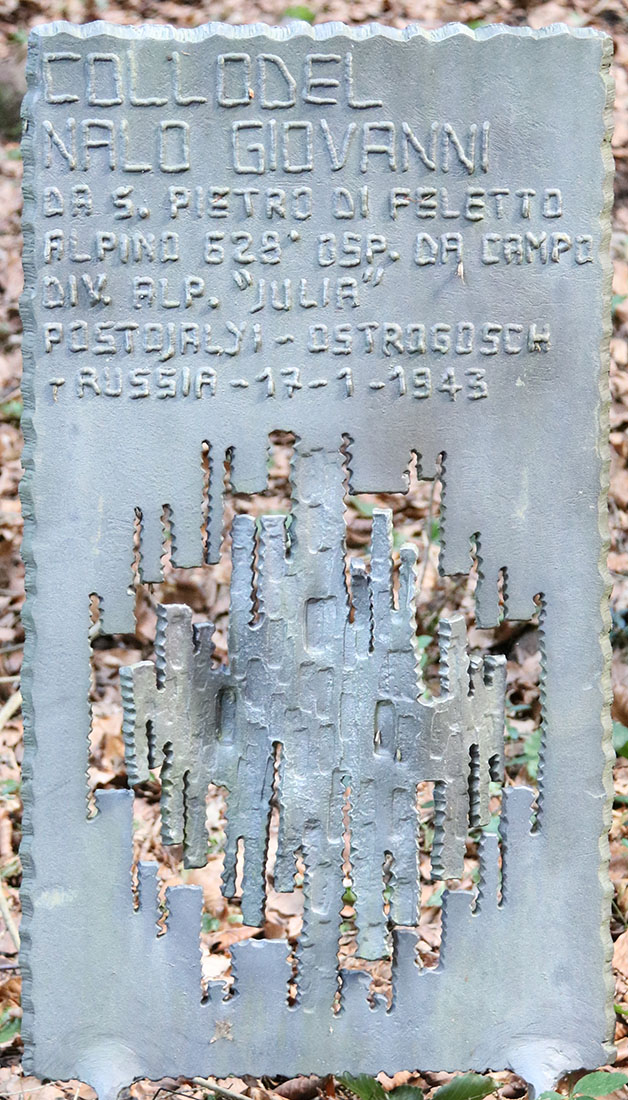 COLLODEL
NALO GIOVANNI
DA S. PIETRO DI FELETTO
ALPINO 628° OSP. DA CAMPO
DIV. ALP. "JULIA"
POSTOJALYI - OSTROGOSCH
- RUSSIA - 17 - 1 - 1943